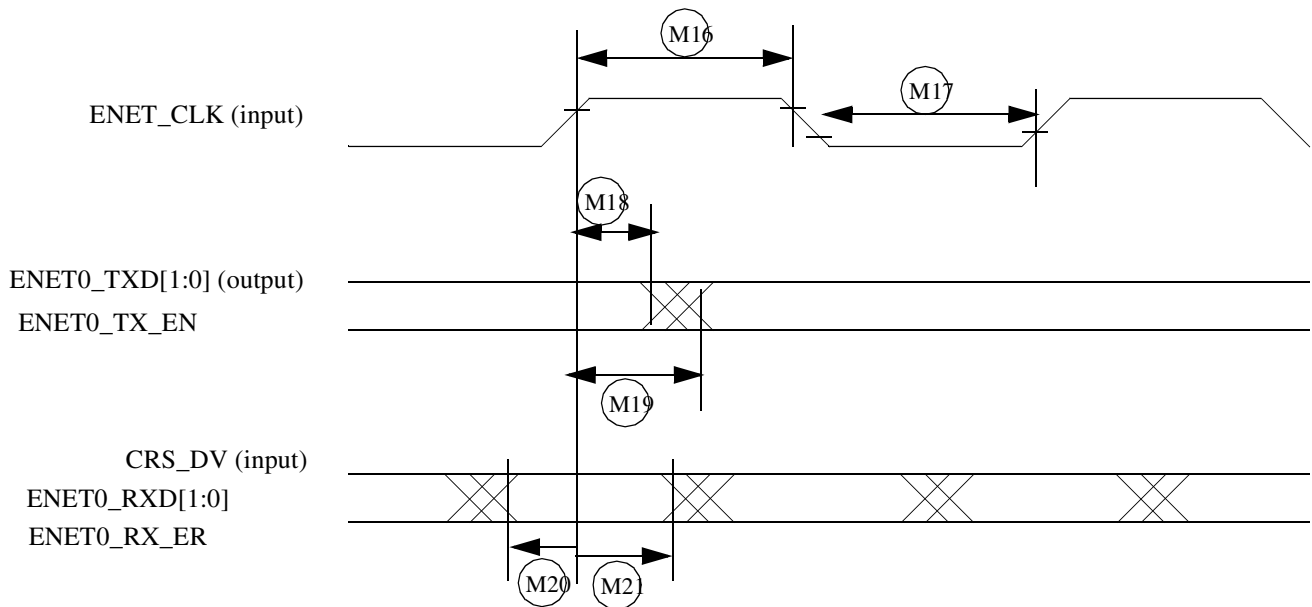 M16
ENET_CLK (input)
M17
M18
ENET0_TXD[1:0] (output)
ENET0_TX_EN
M19
CRS_DV (input)
ENET0_RXD[1:0]
ENET0_RX_ER
M20
M21